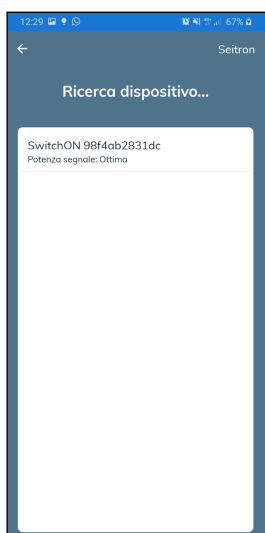 12:29 67%
Seitron
Ricerca dispositivo...
SwitchON 98f4ab2831dc
Potenza segnale: Ottima